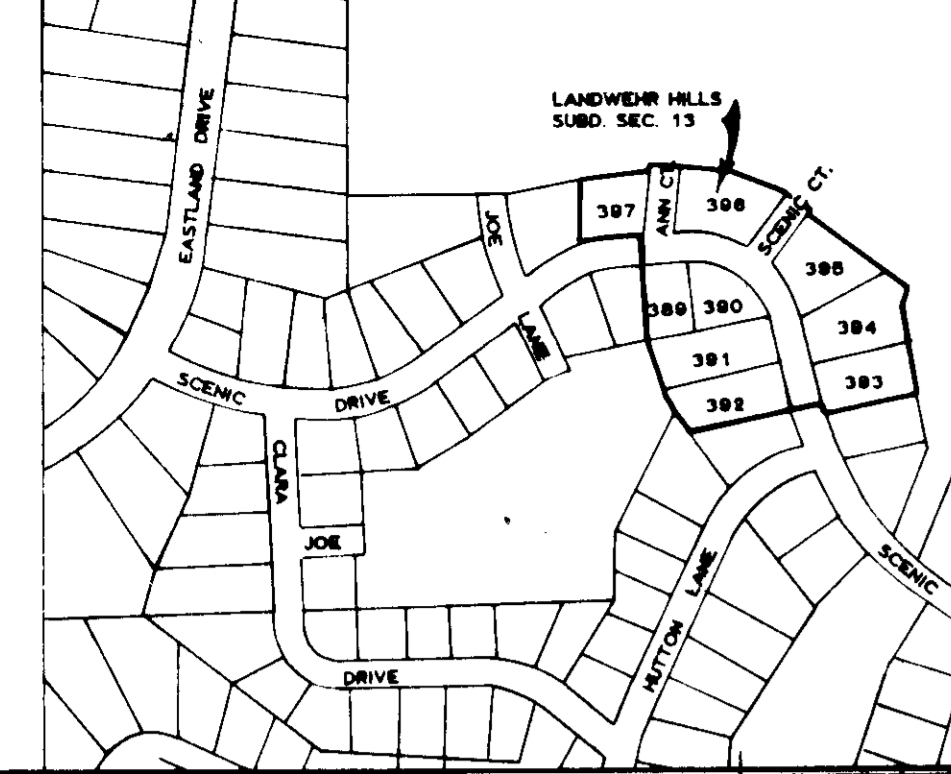 LANDWEHR HILLS
SUBD. SEC. 13
EASTLAND DRIVE
JOE
LANE
397
ANN CT.
396
SCENIC CT.
395
389
390
394
391
393
392
SCENIC
DRIVE
CLARA
JOE
DRIVE
HUTTON LANE
SCENIC